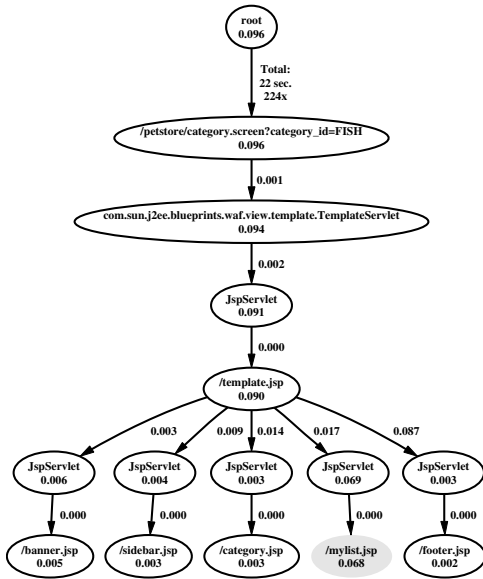 root
0.096
Total:
22 sec.
224x
/petstore/category.screen?category_id=FISH
0.096
0.001
com.sun.j2ee.blueprints.waf.view.template.TemplateServlet
0.094
0.002
JspServlet
0.091
0.000
/template.jsp
0.090
0.003 0.009 0.014 0.017 0.087
JspServlet JspServlet JspServlet JspServlet JspServlet
0.006 0.004 0.003 0.069 0.003
0.000 0.000 0.000 0.000 0.000
/banner.jsp /sidebar.jsp /category.jsp /mylist.jsp /footer.jsp
0.005 0.003 0.003 0.068 0.002